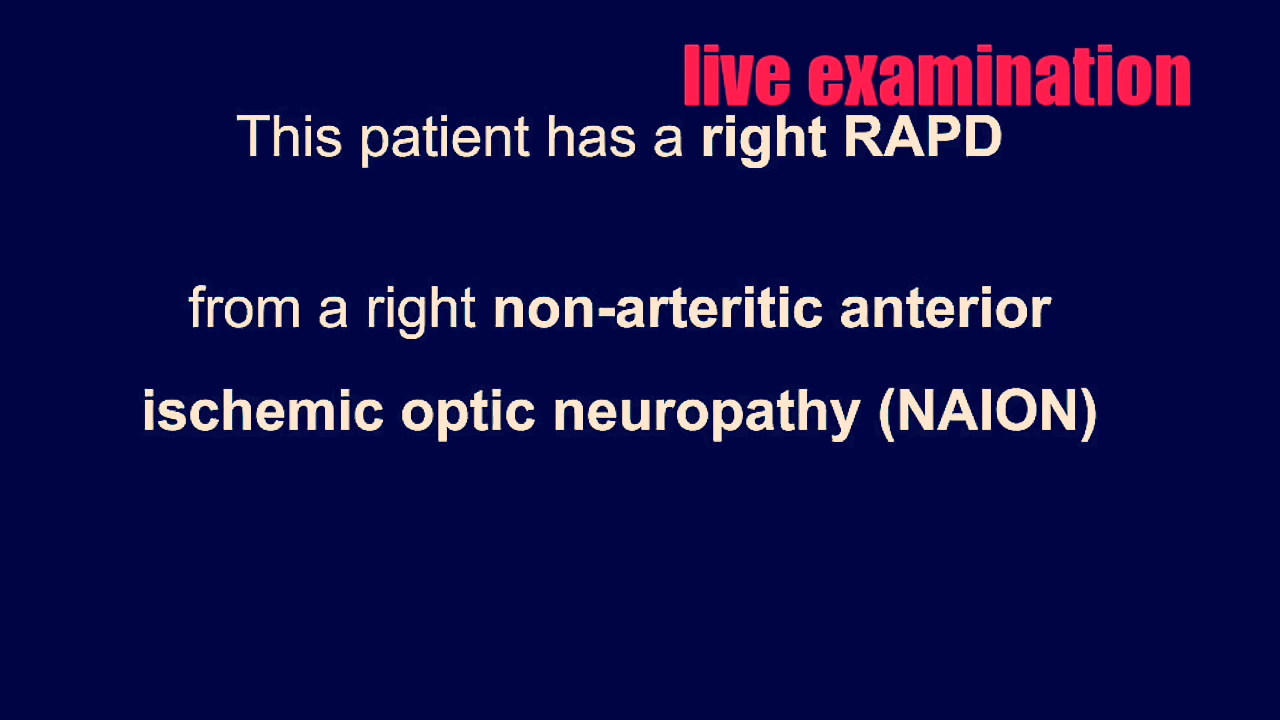 live examination
This patient has a right RAPD
from a right non-arteritic anterior
ischemic optic neuropathy (NAION)